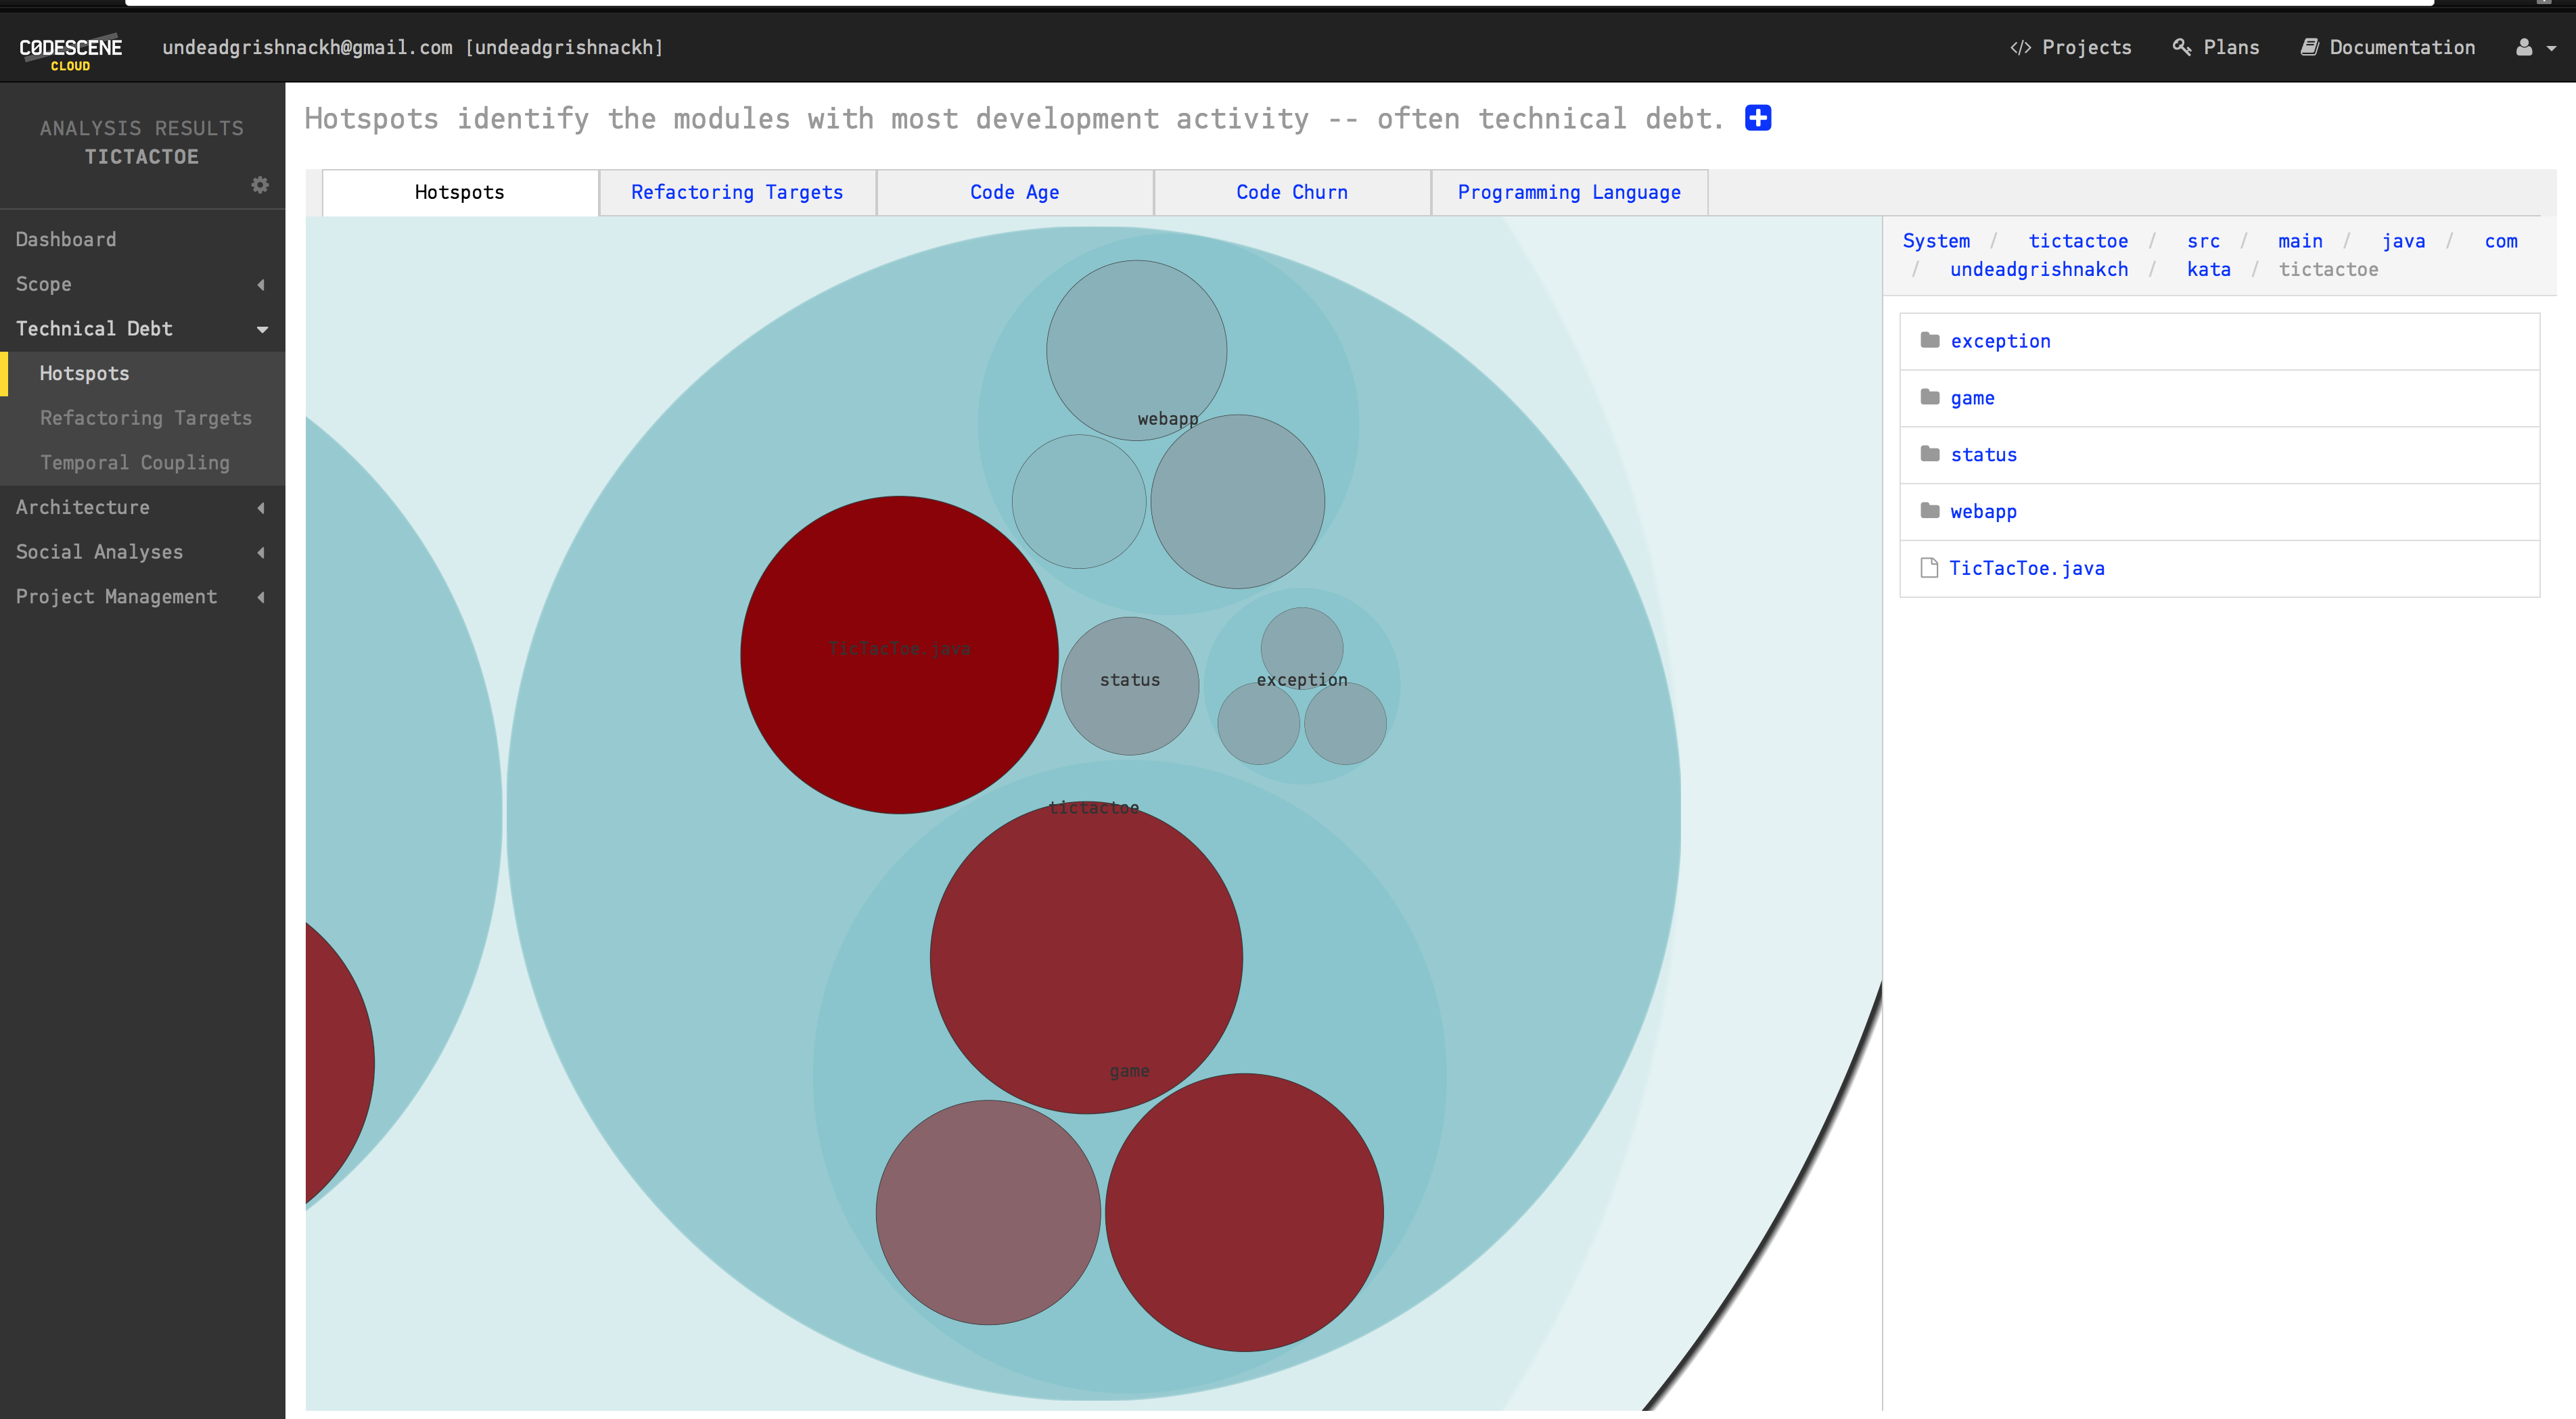 CODESCENE
CLOUD
undeadgrishnackh@gmail.com [undeadgrishnackh]
</> Projects
Plans
Documentation
ANALYSIS RESULTS
TICTACTOE
Dashboard
Scope
Technical Debt
Hotspots
Refactoring Targets
Temporal Coupling
Architecture
Social Analyses
Project Management
Hotspots identify the modules with most development activity -- often technical debt.
Hotspots
Refactoring Targets
Code Age
Code Churn
Programming Language
webapp
TicTacToe.java
status
exception
tictactoe
game
System / tictactoe / src / main / java / com
/ undeadgrishnakch / kata / tictactoe
exception
game
status
webapp
TicTacToe.java